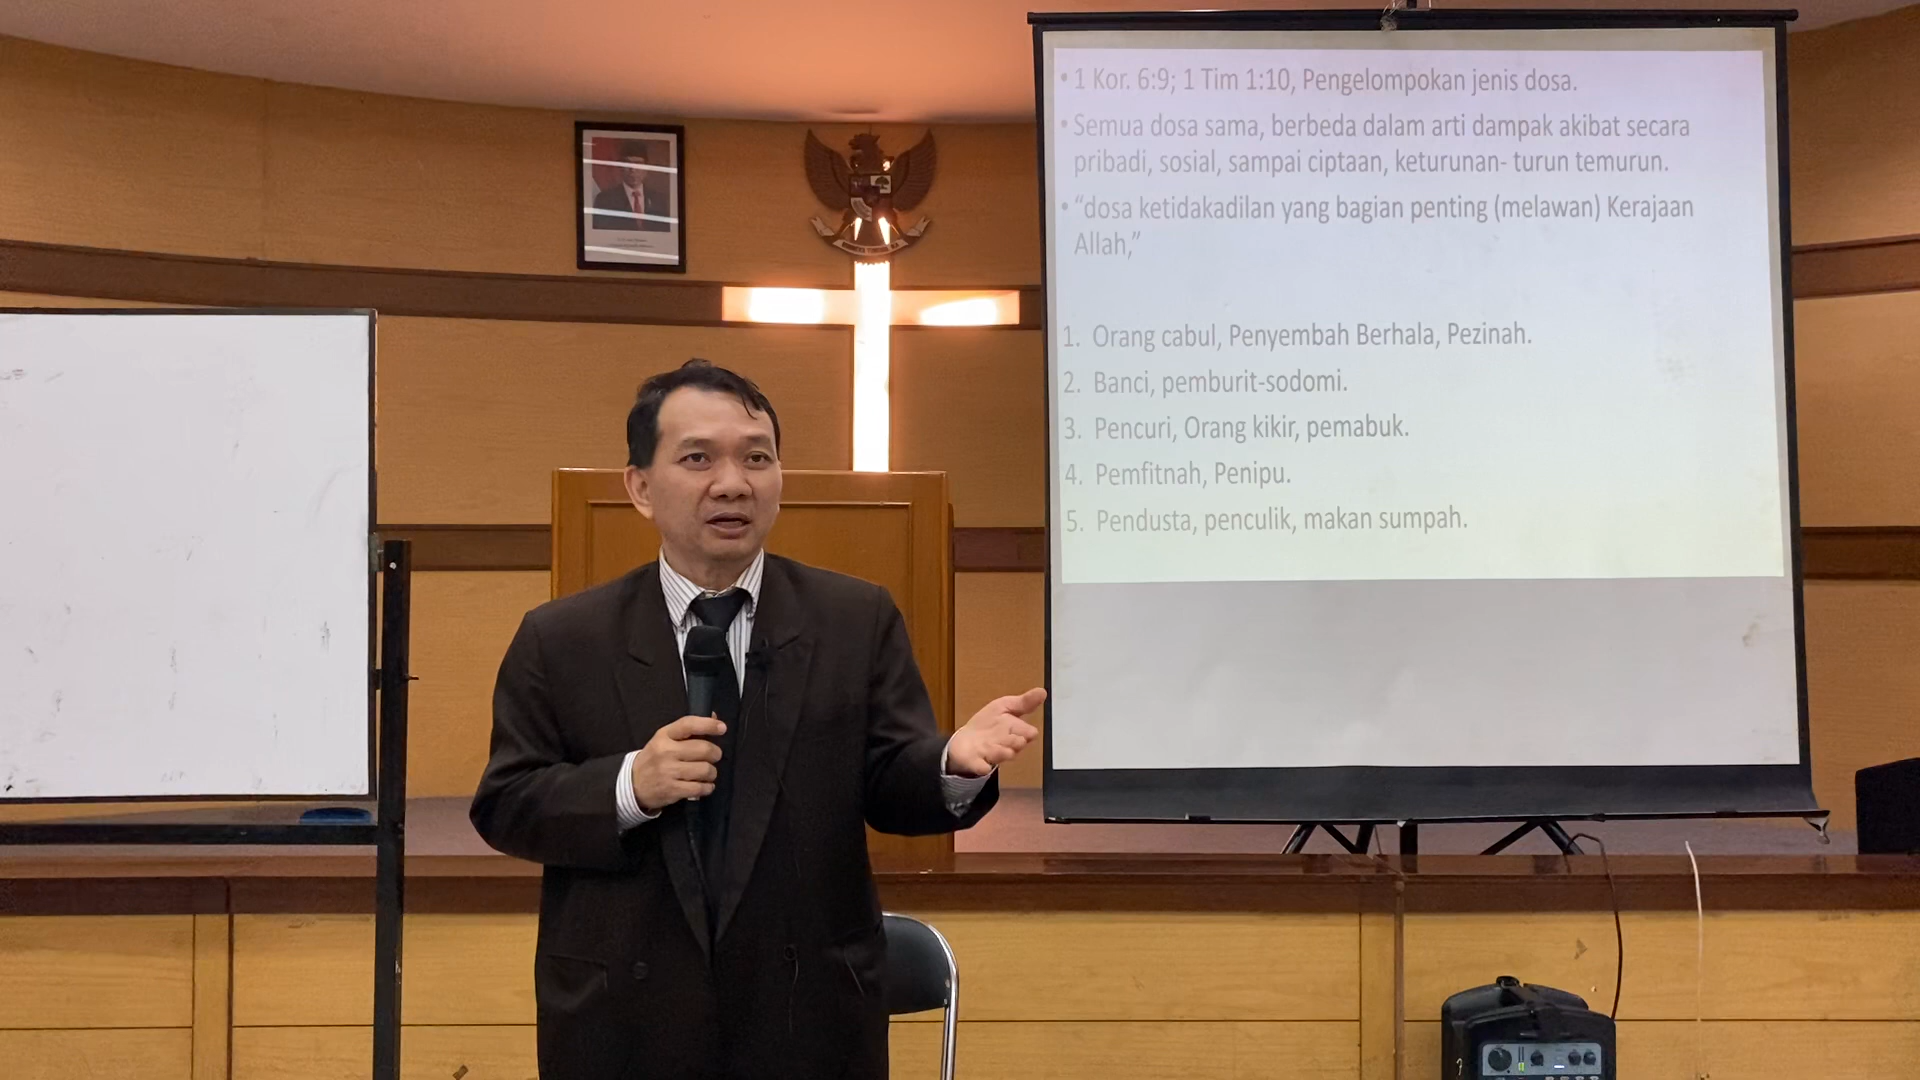 • 1 Kor. 6:9; 1 Tim 1:10, Pengelompokan jenis dosa.
• Semua dosa sama, berbeda dalam arti dampak akibat secara
pribadi, sosial, sampai ciptaan, keturunan- turun temurun.
• “dosa ketidakadilan yang bagian penting (melawan) Kerajaan
Allah,”
1. Orang cabul, Penyembah Berhala, Pezinah.
2. Banci, pemburit-sodomi.
3. Pencuri, Orang kikir, pemabuk.
4. Pemfitnah, Penipu.
5. Pendusta, penculik, makan sumpah.